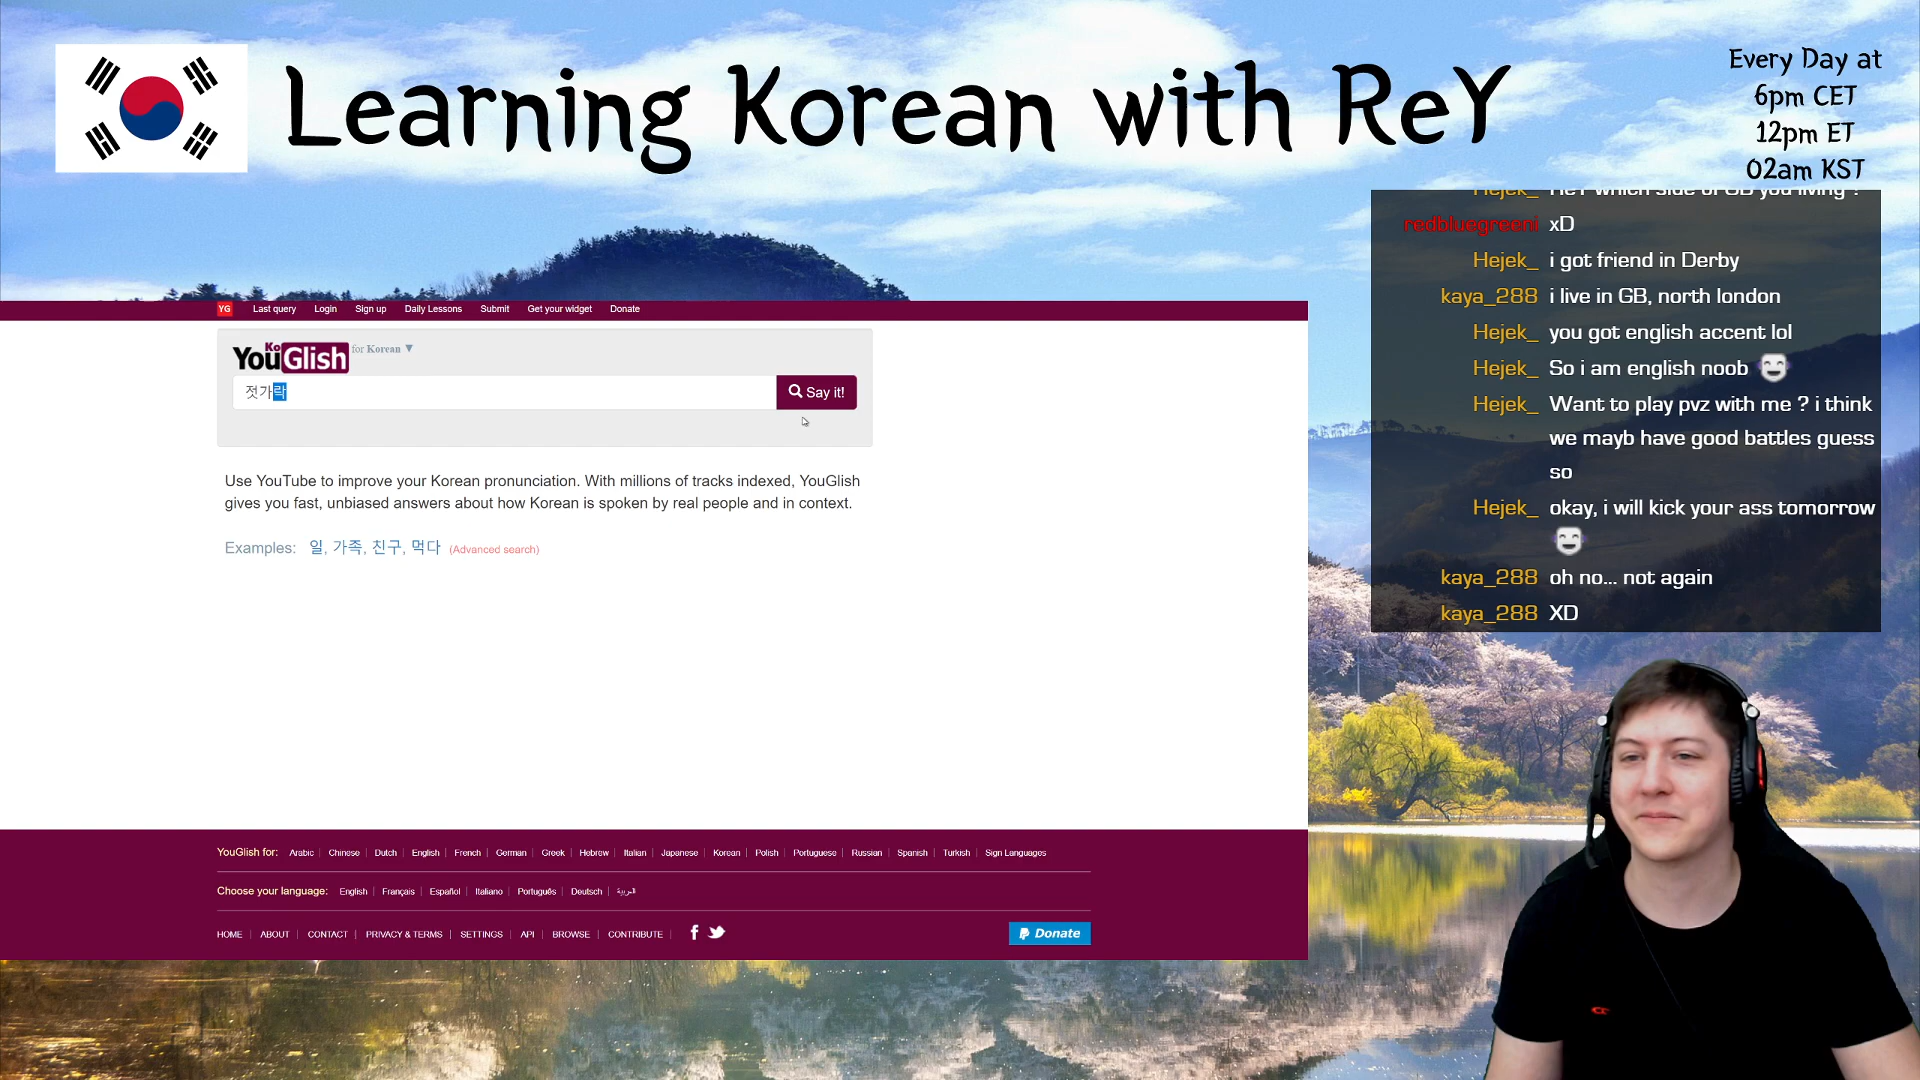 Learning Korean with ReY
Every Day at
6pm CET
12pm ET
02am KST
Hejek_ ReY which side of GB you living ?
redbluegreeni xD
Hejek_ i got friend in Derby
kaya_288 i live in GB, north london
Hejek_ you got english accent lol
Hejek_ So i am english noob
Hejek_ Want to play pvz with me ? i think
we mayb have good battles guess
so
Hejek_ okay, i will kick your ass tomorrow
kaya_288 oh no... not again
kaya_288 XD
YG Last query Login Sign up Daily Lessons Submit Get your widget Donate
YouGlish Ko for Korean ▼
젓가락 Say it!
Use YouTube to improve your Korean pronunciation. With millions of tracks indexed, YouGlish
gives you fast, unbiased answers about how Korean is spoken by real people and in context.
Examples: 일, 가족, 친구, 먹다 (Advanced search)
YouGlish for: Arabic | Chinese | Dutch | English | French | German | Greek | Hebrew | Italian | Japanese | Korean | Polish | Portuguese | Russian | Spanish | Turkish | Sign Languages
Choose your language: English | Français | Español | Italiano | Português | Deutsch | العربية
HOME | ABOUT | CONTACT | PRIVACY & TERMS | SETTINGS | API | BROWSE | CONTRIBUTE |
Donate